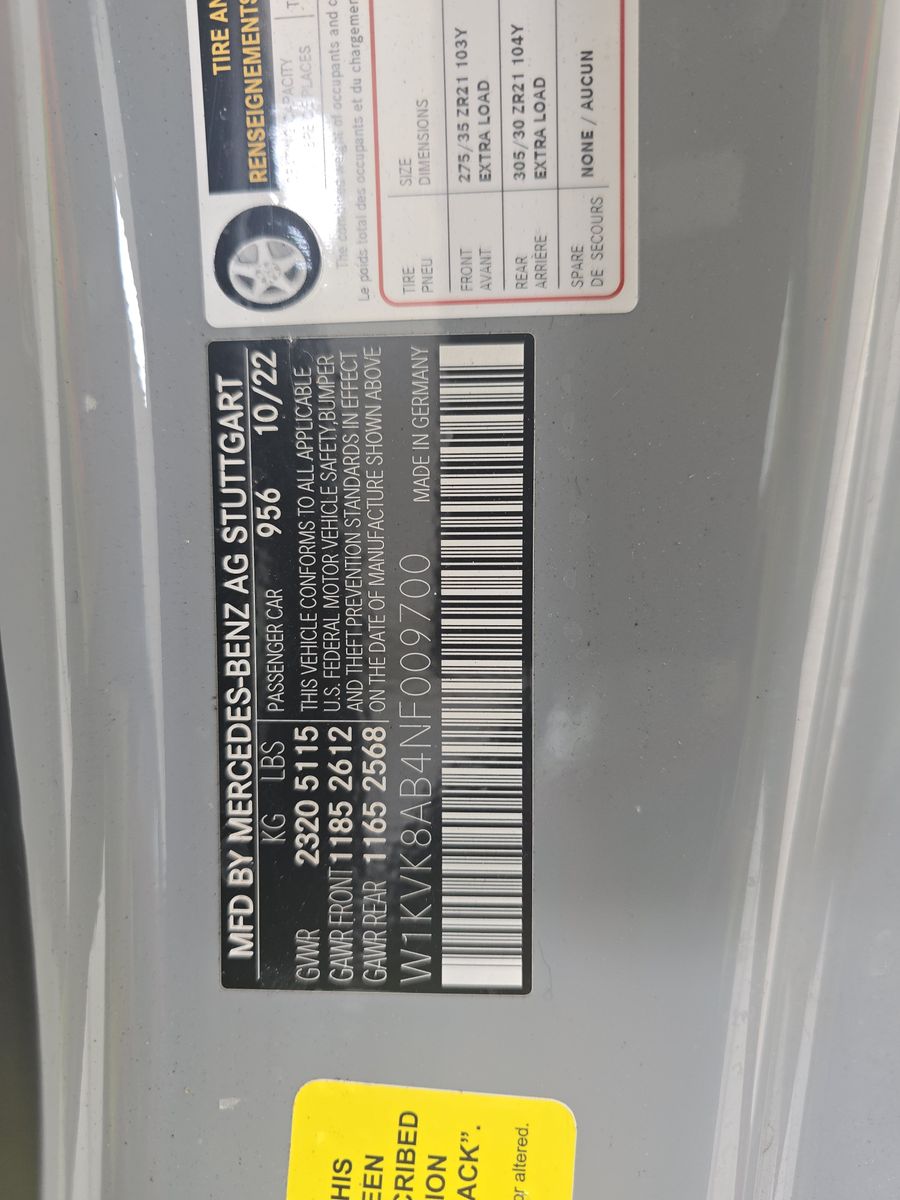 MFD BY MERCEDES-BENZ AG STUTTGART
KG LBS PASSENGER CAR 956 10/22
GVWR 2320 5115 THIS VEHICLE CONFORMS TO ALL APPLICABLE
GAWR FRONT 1185 2612 U.S. FEDERAL MOTOR VEHICLE SAFETY,BUMPER
GAWR REAR 1165 2568 AND THEFT PREVENTION STANDARDS IN EFFECT
ON THE DATE OF MANUFACTURE SHOWN ABOVE
W1KVK8AB4NF009700 MADE IN GERMANY
TIRE AN
RENSEIGNEMENTS
CAPACITY
PLACES
The combined weight of occupants and c
Le poids total des occupants et du chargemen
TIRE SIZE
PNEU DIMENSIONS
FRONT 275/35 ZR21 103Y
AVANT EXTRA LOAD
REAR 305/30 ZR21 104Y
ARRIÈRE EXTRA LOAD
SPARE NONE / AUCUN
DE SECOURS
HIS
EEN
CRIBED
ION
ACK”.
or altered.